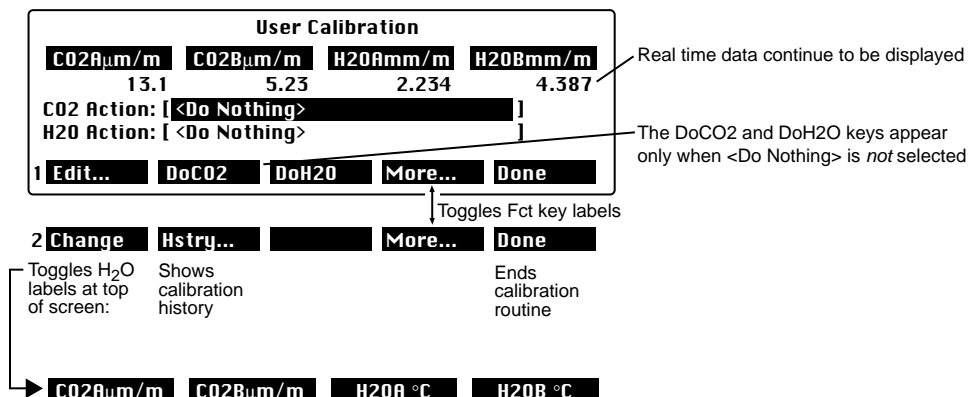 User Calibration
CO2Aμm/m CO2Bμm/m H2OAmm/m H2OBmm/m
13.1 5.23 2.234 4.387
Real time data continue to be displayed
CO2 Action: [ <Do Nothing> ]
H2O Action: [ <Do Nothing> ]
The DoCO2 and DoH2O keys appear
only when <Do Nothing> is not selected
1 Edit... DoCO2 DoH2O More... Done
Toggles Fct key labels
2 Change Hstry... More... Done
Toggles H2O
labels at top
of screen:
Shows
calibration
history
Ends
calibration
routine
CO2Aμm/m CO2Bμm/m H2OA °C H2OB °C